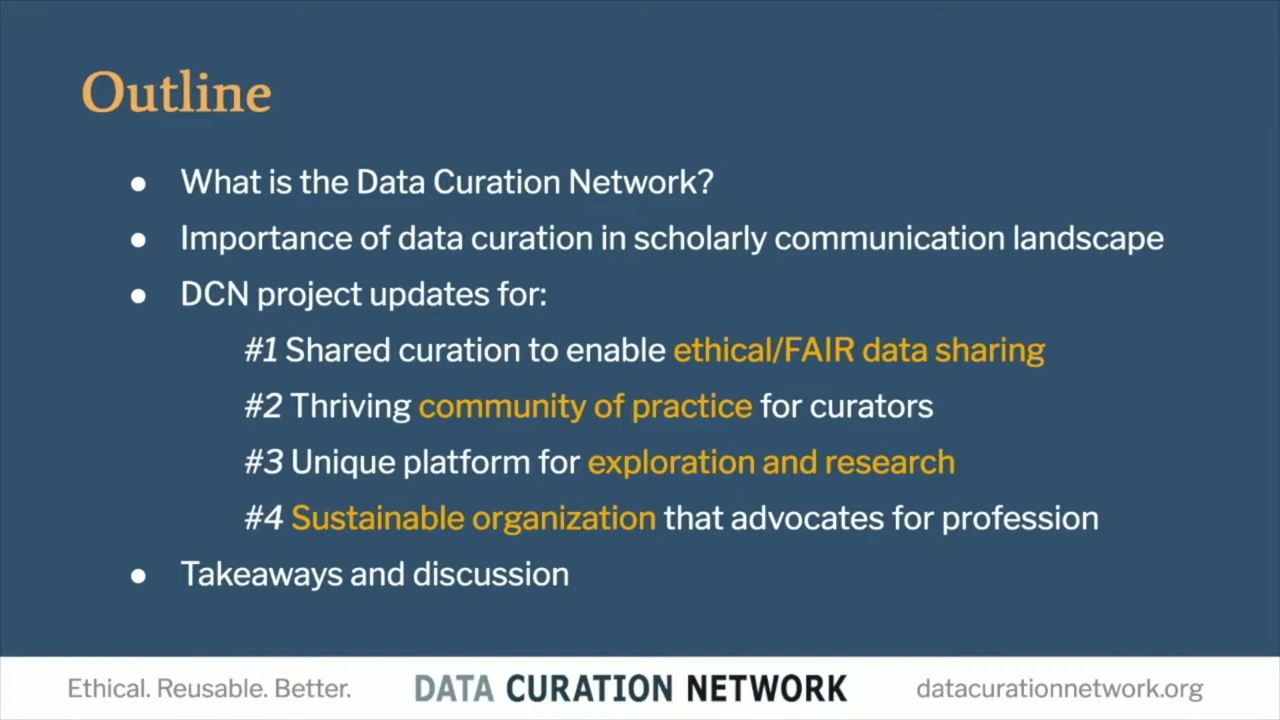 Outline
● What is the Data Curation Network?
● Importance of data curation in scholarly communication landscape
● DCN project updates for:
#1 Shared curation to enable ethical/FAIR data sharing
#2 Thriving community of practice for curators
#3 Unique platform for exploration and research
#4 Sustainable organization that advocates for profession
● Takeaways and discussion
Ethical. Reusable. Better.
DATA CURATION NETWORK
datacurationnetwork.org